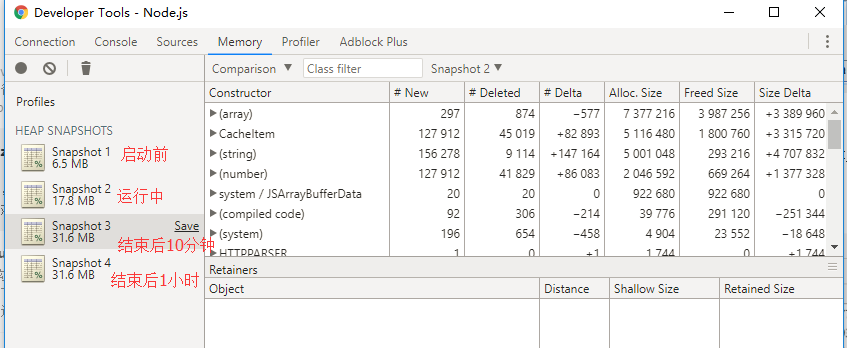 Developer Tools - Node.js
Connection Console Sources Memory Profiler Adblock Plus
Profiles
HEAP SNAPSHOTS
Snapshot 1
6.5 MB
启动前
Snapshot 2
17.8 MB
运行中
Snapshot 3 Save
31.6 MB
结束后10分钟
Snapshot 4
31.6 MB
结束后1小时
Comparison ▼ Class filter Snapshot 2 ▼
Constructor # New # Deleted # Delta Alloc. Size Freed Size Size Delta
(array) 297 874 −577 7 377 216 3 987 256 +3 389 960
CacheItem 127 912 45 019 +82 893 5 116 480 1 800 760 +3 315 720
(string) 156 278 9 114 +147 164 5 001 048 293 216 +4 707 832
(number) 127 912 41 829 +86 083 2 046 592 669 264 +1 377 328
system / JSArrayBufferData 20 20 0 922 680 922 680 0
(compiled code) 92 306 −214 39 776 291 120 −251 344
(system) 196 654 −458 4 904 23 552 −18 648
HTTPPARSER 1 0 +1 1 744 0 +1 744
Retainers
Object Distance Shallow Size Retained Size